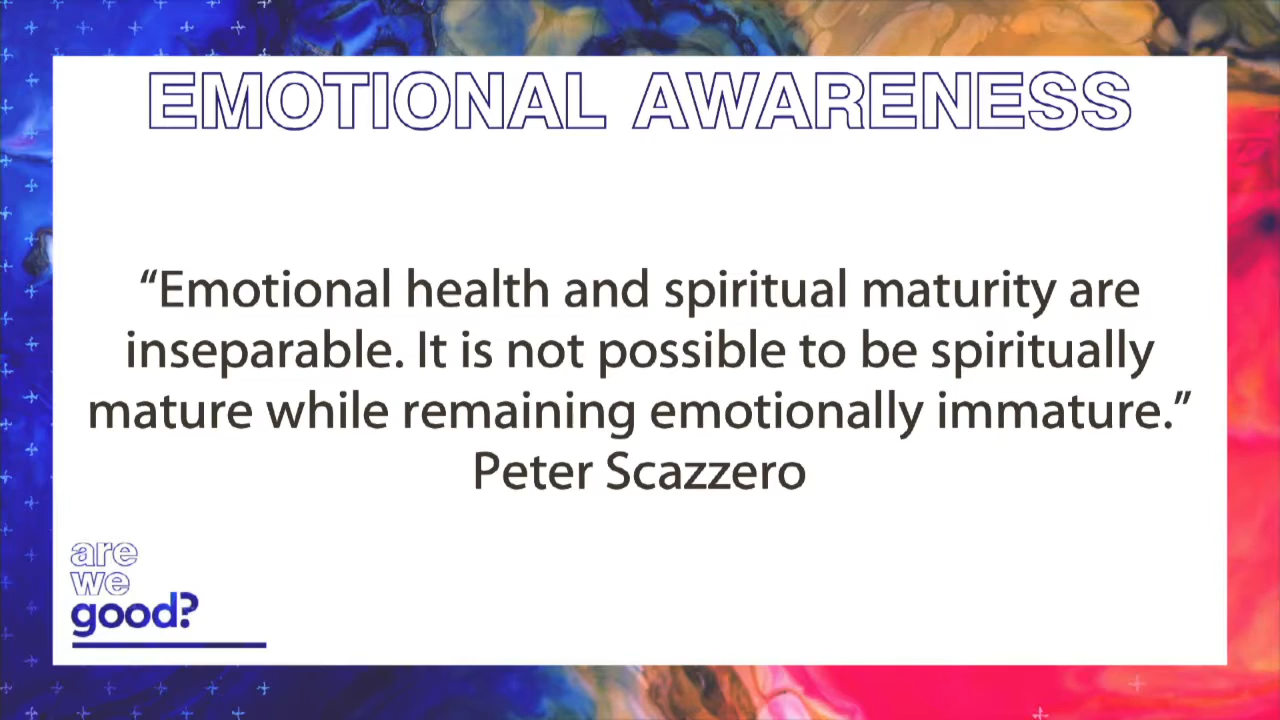 EMOTIONAL AWARENESS
“Emotional health and spiritual maturity are
inseparable. It is not possible to be spiritually
mature while remaining emotionally immature.”
Peter Scazzero
are
we
good?